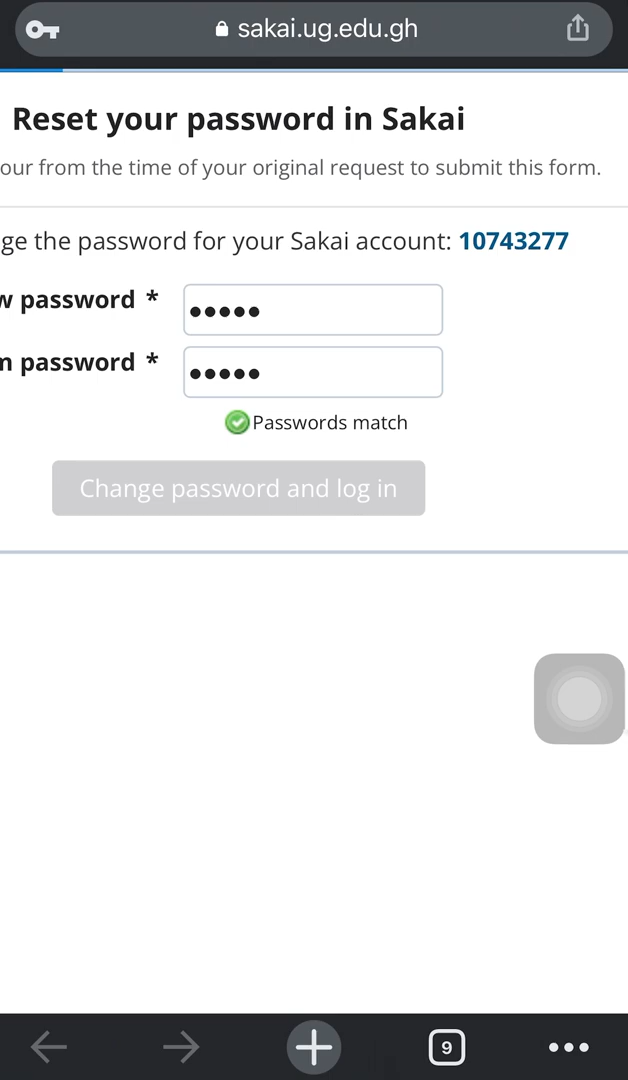 sakai.ug.edu.gh
Reset your password in Sakai
our from the time of your original request to submit this form.
ge the password for your Sakai account: 10743277
w password *
•••••
m password *
•••••
Passwords match
Change password and log in
9